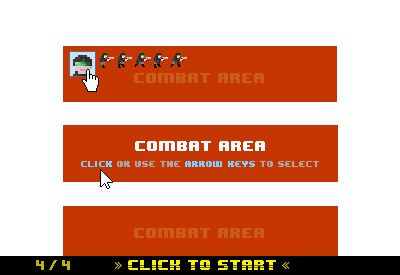 COMBAT AREA
COMBAT AREA
CLICK OR USE THE ARROW KEYS TO SELECT
COMBAT AREA
4/4 » CLICK TO START «